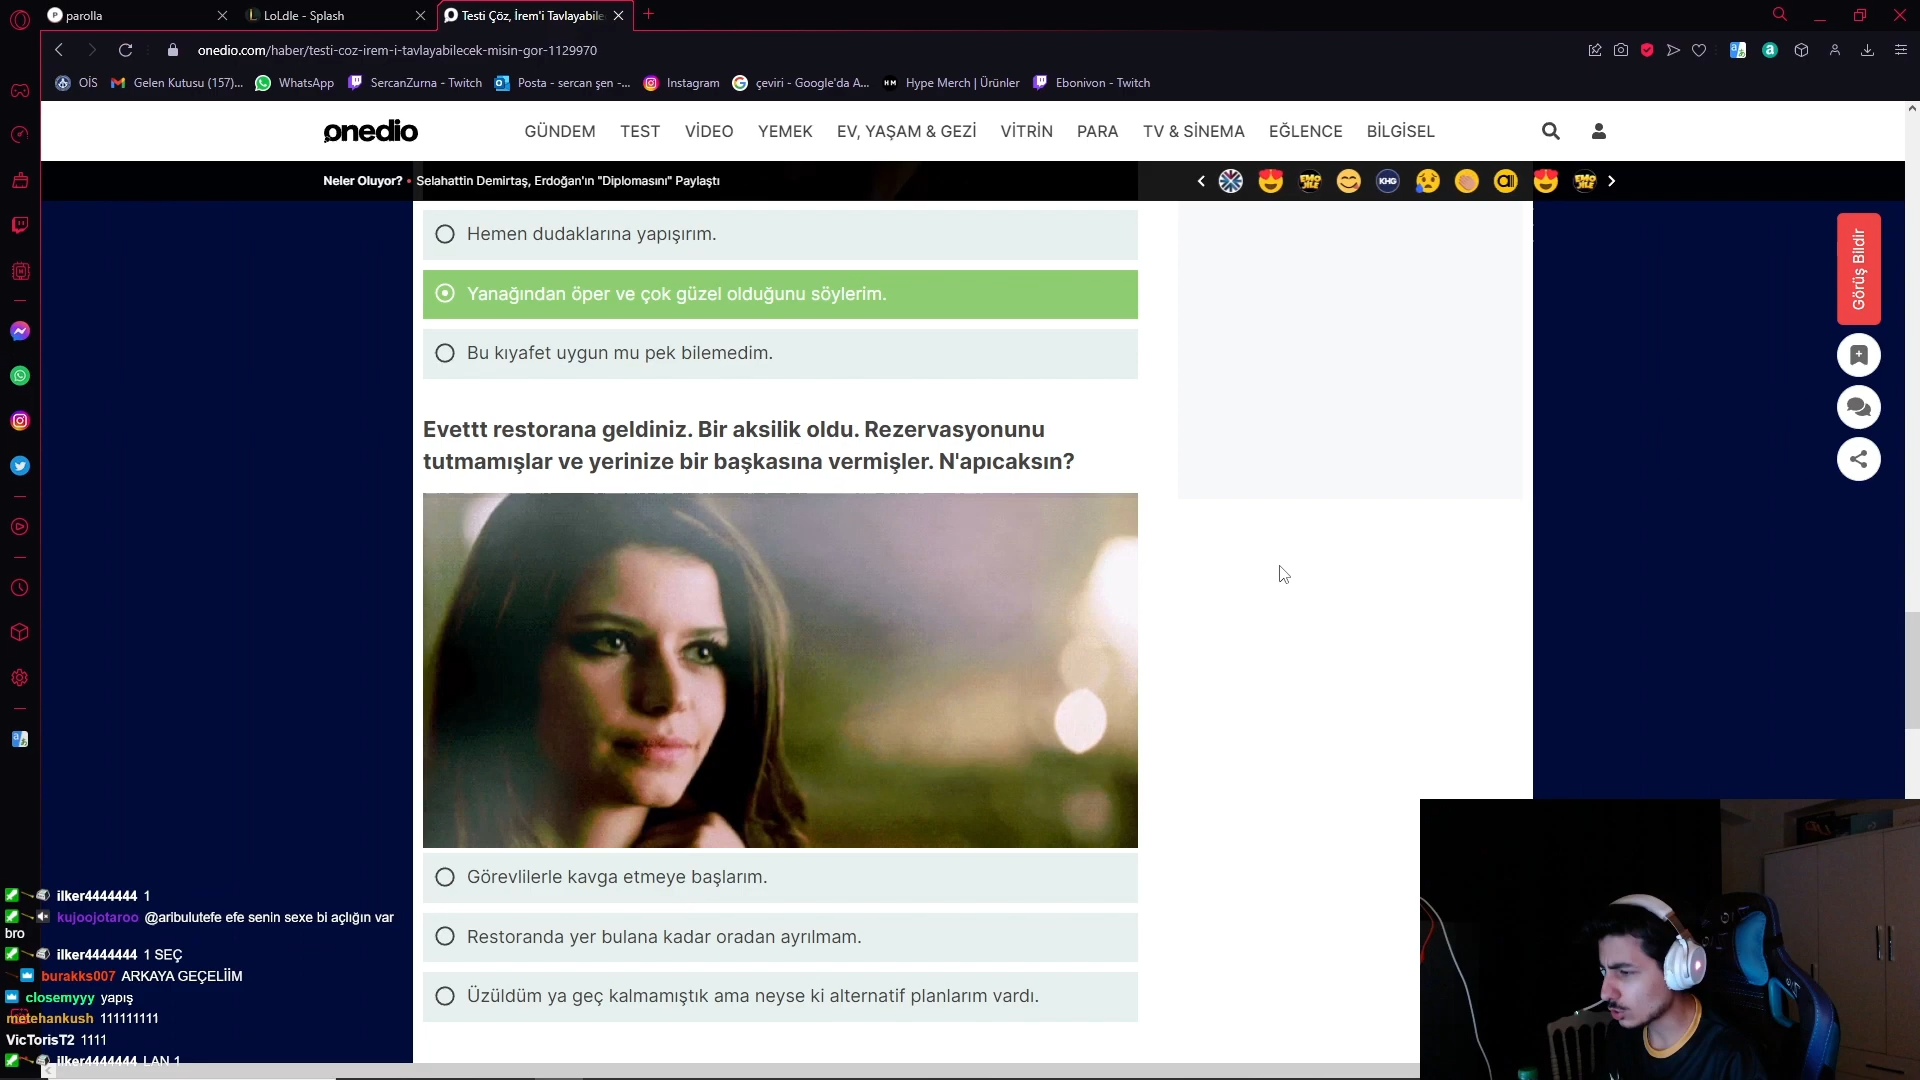 parolla
LoLdle - Splash
Testi Çöz, İrem'i Tavlayabile
onedio.com/haber/testi-coz-irem-i-tavlayabilecek-misin-gor-1129970
OİS
Gelen Kutusu (157)...
WhatsApp
SercanZurna - Twitch
Posta - sercan şen -...
Instagram
çeviri - Google'da A...
Hype Merch | Ürünler
Ebonivon - Twitch
onedio
GÜNDEM
TEST
VİDEO
YEMEK
EV, YAŞAM & GEZİ
VİTRİN
PARA
TV & SİNEMA
EĞLENCE
BİLGİSEL
Neler Oluyor? • Selahattin Demirtaş, Erdoğan'ın "Diplomasını" Paylaştı
KHG
Görüş Bildir
Hemen dudaklarına yapışırım.
Yanağından öper ve çok güzel olduğunu söylerim.
Bu kıyafet uygun mu pek bilemedim.
Evettt restorana geldiniz. Bir aksilik oldu. Rezervasyonunu
tutmamışlar ve yerinize bir başkasına vermişler. N'apıcaksın?
Görevlilerle kavga etmeye başlarım.
Restoranda yer bulana kadar oradan ayrılmam.
Üzüldüm ya geç kalmamıştık ama neyse ki alternatif planlarım vardı.
ilker4444444 1
kujoojotaroo @aribulutefe efe senin sexe bi açlığın var
bro
ilker4444444 1 SEÇ
burakks007 ARKAYA GEÇELİİM
closemyyy yapış
metehankush 111111111
VicTorisT2 1111
ilker4444444 LAN 1